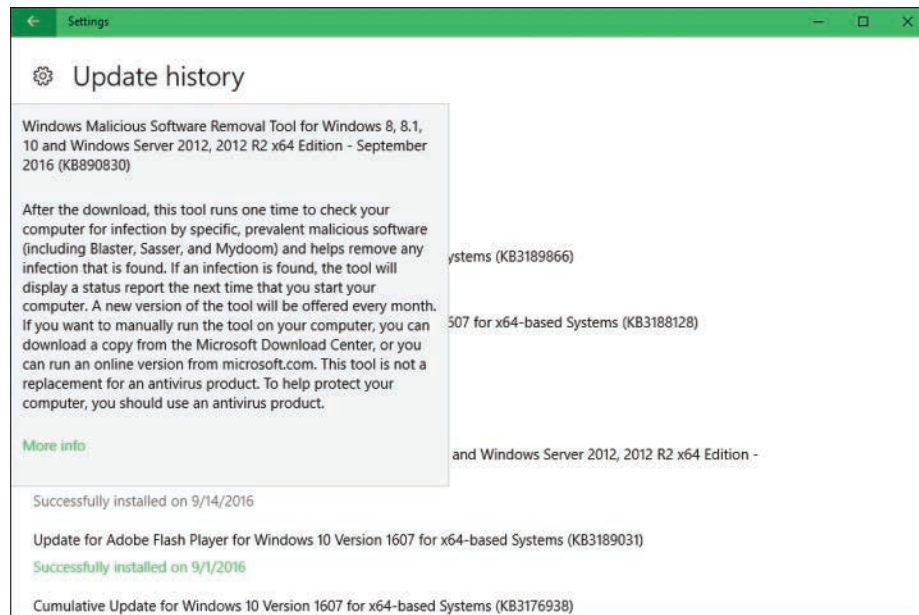 Settings
Update history
Windows Malicious Software Removal Tool for Windows 8, 8.1,
10 and Windows Server 2012, 2012 R2 x64 Edition - September
2016 (KB890830)
After the download, this tool runs one time to check your
computer for infection by specific, prevalent malicious software
(including Blaster, Sasser, and Mydoom) and helps remove any
infection that is found. If an infection is found, the tool will
display a status report the next time that you start your
computer. A new version of the tool will be offered every month.
If you want to manually run the tool on your computer, you can
download a copy from the Microsoft Download Center, or you
can run an online version from microsoft.com. This tool is not a
replacement for an antivirus product. To help protect your
computer, you should use an antivirus product.
More info
ystems (KB3189866)
607 for x64-based Systems (KB3188128)
and Windows Server 2012, 2012 R2 x64 Edition -
Successfully installed on 9/14/2016
Update for Adobe Flash Player for Windows 10 Version 1607 for x64-based Systems (KB3189031)
Successfully installed on 9/1/2016
Cumulative Update for Windows 10 Version 1607 for x64-based Systems (KB3176938)